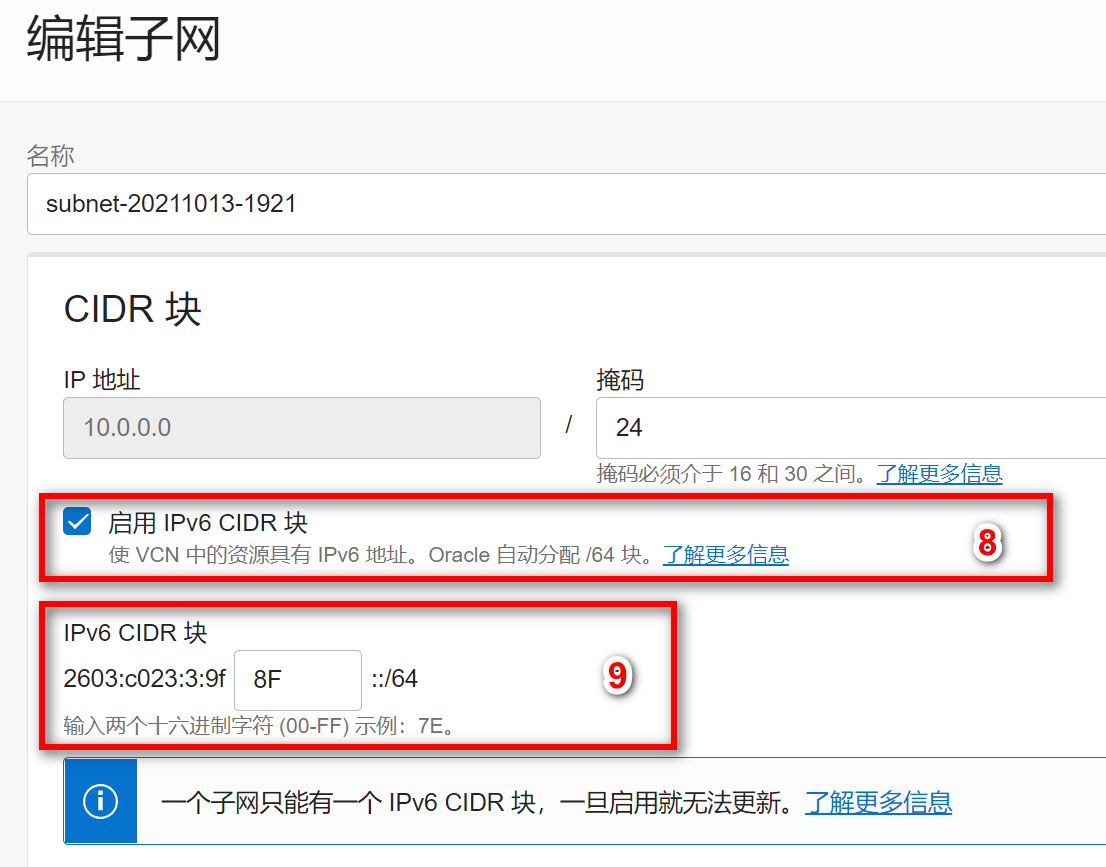 编辑子网
名称
subnet-20211013-1921
CIDR 块
IP 地址
掩码
10.0.0.0
/
24
掩码必须介于 16 和 30 之间。了解更多信息
启用 IPv6 CIDR 块
使 VCN 中的资源具有 IPv6 地址。Oracle 自动分配 /64 块。了解更多信息
8
IPv6 CIDR 块
2603:c023:3:9f 8F ::/64
9
输入两个十六进制字符 (00-FF) 示例：7E。
一个子网只能有一个 IPv6 CIDR 块，一旦启用就无法更新。了解更多信息